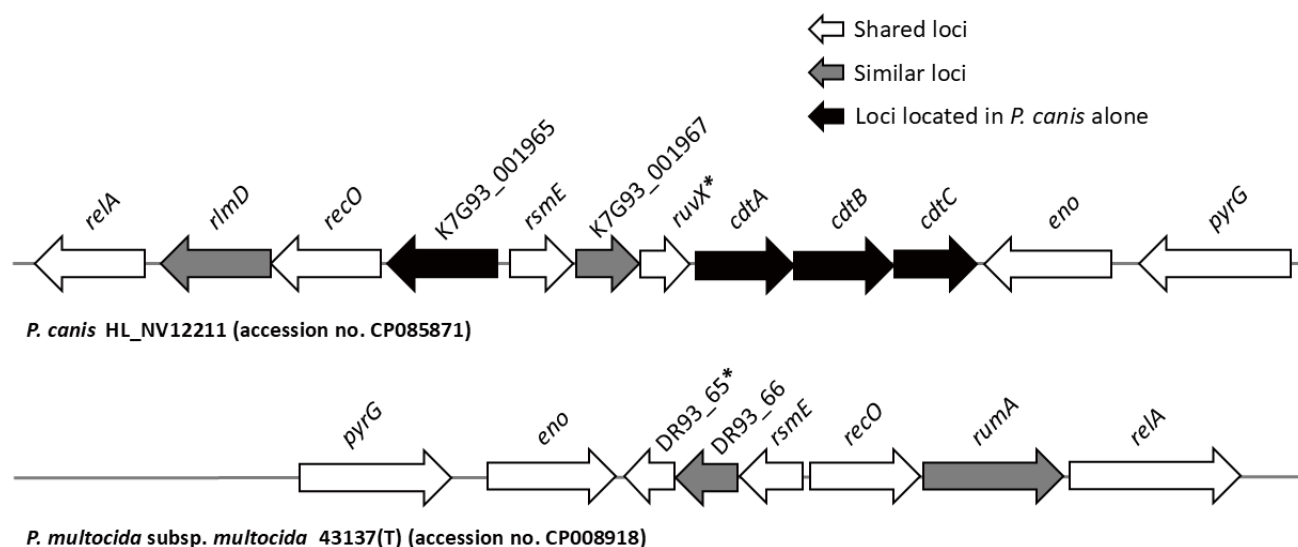 Shared loci
Similar loci
Loci located in P. canis alone
relA
rlmD
recO
K7G93_001965
rsmE
K7G93_001967
ruvX*
cdtA
cdtB
cdtC
eno
pyrG
P. canis HL_NV12211 (accession no. CP085871)
pyrG
eno
DR93_65*
DR93_66
rsmE
recO
rumA
relA
P. multocida subsp. multocida 43137(T) (accession no. CP008918)